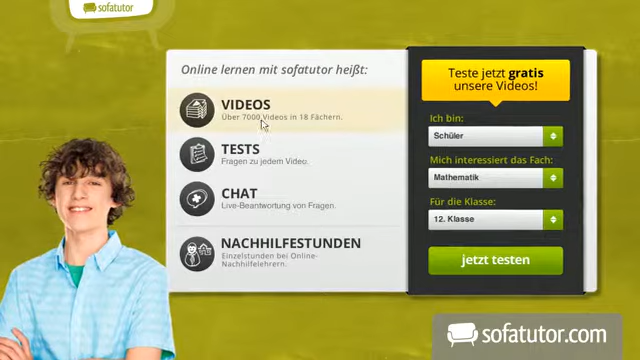 sofatutor
Online lernen mit sofatutor heißt:
VIDEOS
Über 7000 Videos in 18 Fächern.
TESTS
Fragen zu jedem Video.
CHAT
Live-Beantwortung von Fragen.
NACHHILFESTUNDEN
Einzelstunden bei Online-
Nachhilfelehrern.
Teste jetzt gratis
unsere Videos!
Ich bin:
Schüler
Mich interessiert das Fach:
Mathematik
Für die Klasse:
12. Klasse
jetzt testen
sofatutor.com